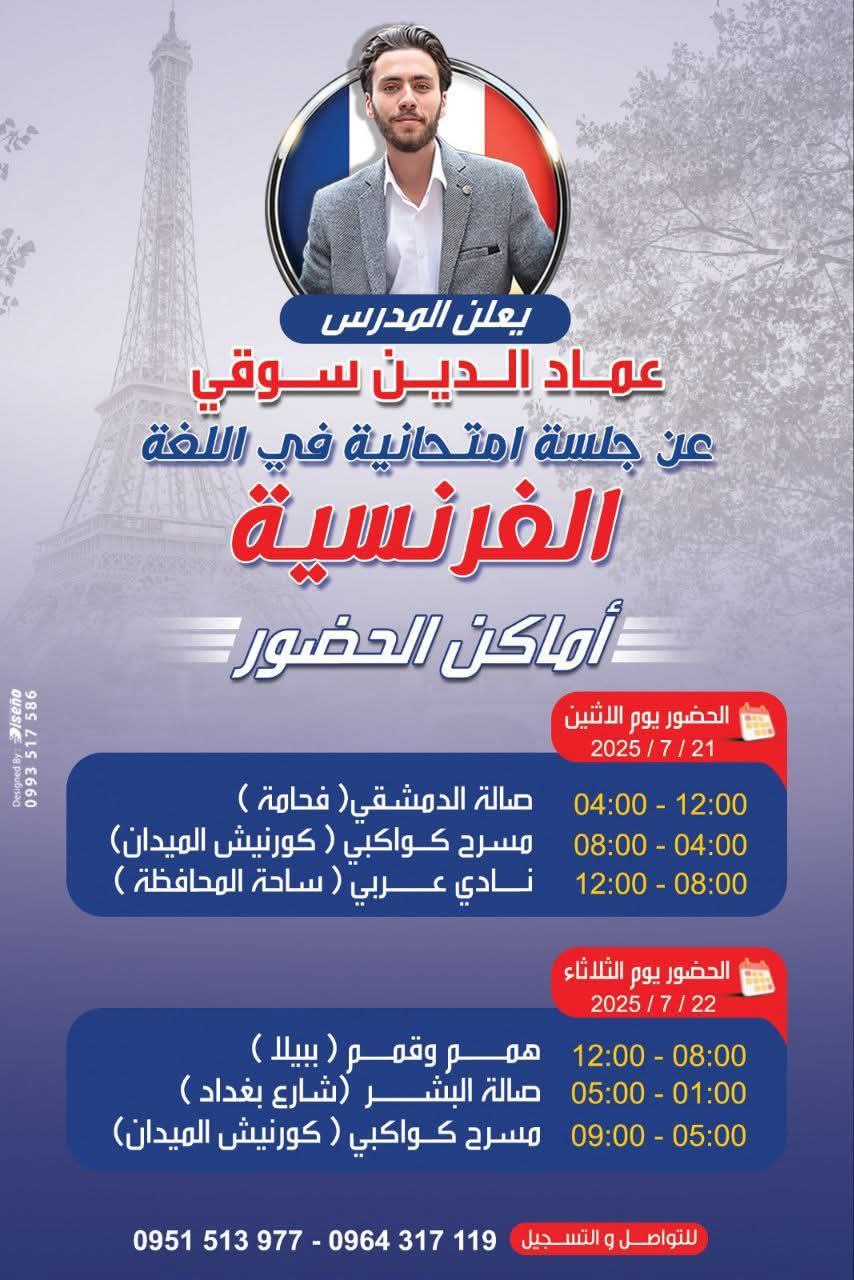 يعلن المدرس
عماد الدين سوقي
عن جلسة امتحانية في اللغة
الفرنسية
أماكن الحضور
الحضور يوم الاثنين
2025 / 7 / 21
04:00 - 12:00 صالة الدمشقي( فحامة )
08:00 - 04:00 مسرح كواكبي ( كورنيش الميدان)
12:00 - 08:00 نادي عربي ( ساحة المحافظة )
الحضور يوم الثلاثاء
2025 / 7 / 22
12:00 - 08:00 همم وقمم ( ببيلا )
05:00 - 01:00 صالة البشر (شارع بغداد )
09:00 - 05:00 مسرح كواكبي ( كورنيش الميدان)
للتواصل و التسجيل 0951 513 977 - 0964 317 119
Designed By: Diseño
0993 517 586